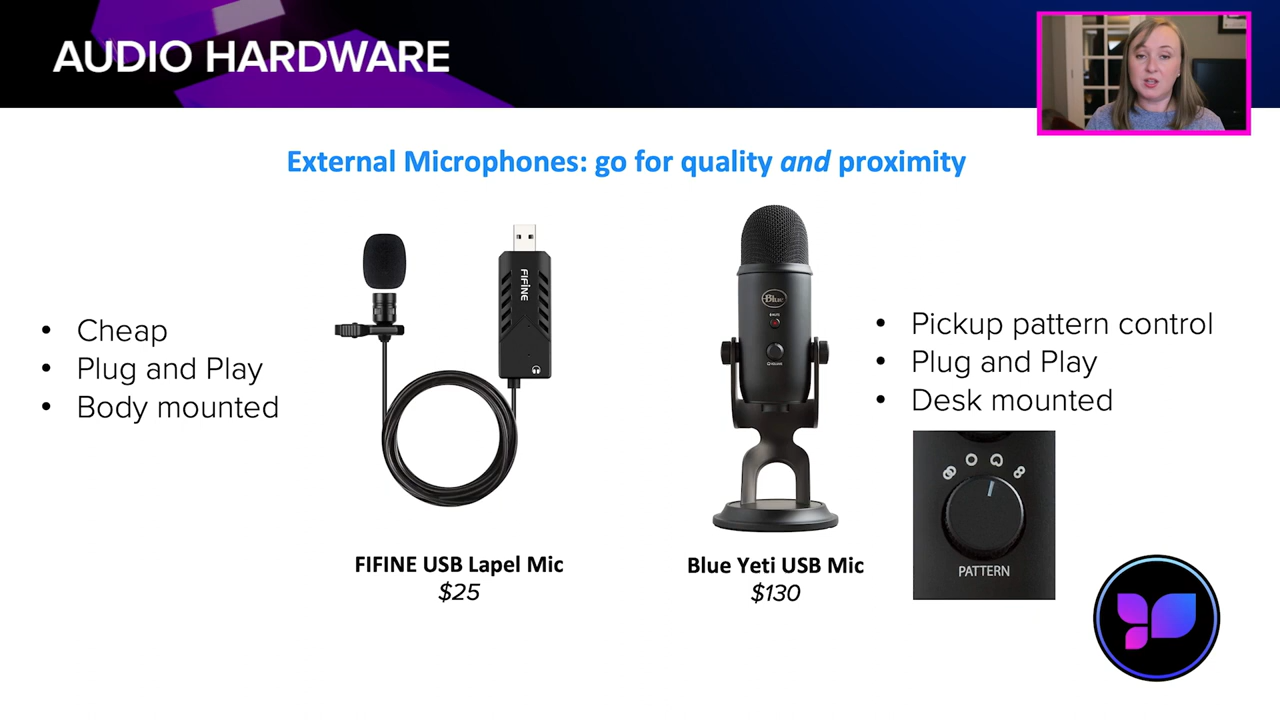 AUDIO HARDWARE
External Microphones: go for quality and proximity
• Cheap
• Plug and Play
• Body mounted
FIFINE
FIFINE USB Lapel Mic
$25
Blue
MUTE
Blue Yeti USB Mic
$130
• Pickup pattern control
• Plug and Play
• Desk mounted
PATTERN